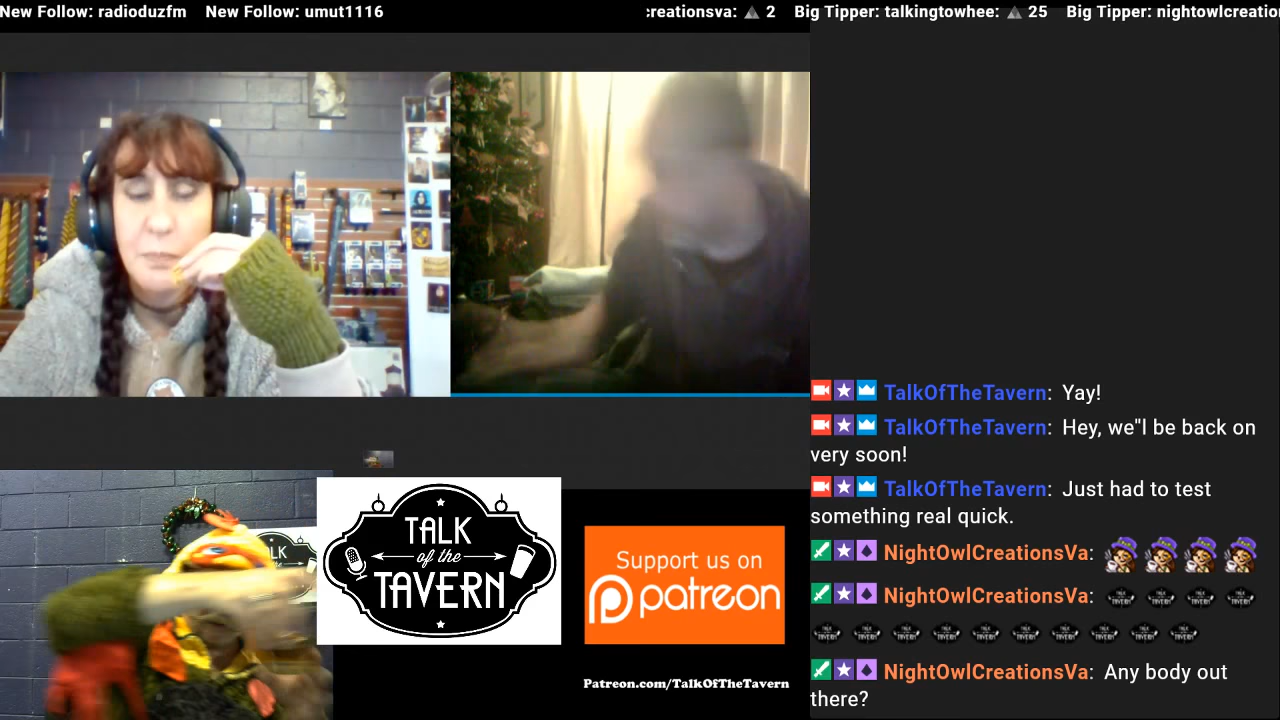 New Follow: radioduzfm New Follow: umut1116
creationsva: 2 Big Tipper: talkingtowhee: 25 Big Tipper: nightowlcreatio
TalkOfTheTavern: Yay!
TalkOfTheTavern: Hey, we"l be back on
very soon!
TalkOfTheTavern: Just had to test
something real quick.
NightOwlCreationsVa:
NightOwlCreationsVa:
NightOwlCreationsVa: Any body out
there?
TALK
of the
TAVERN
Support us on
patreon
Patreon.com/TalkOfTheTavern